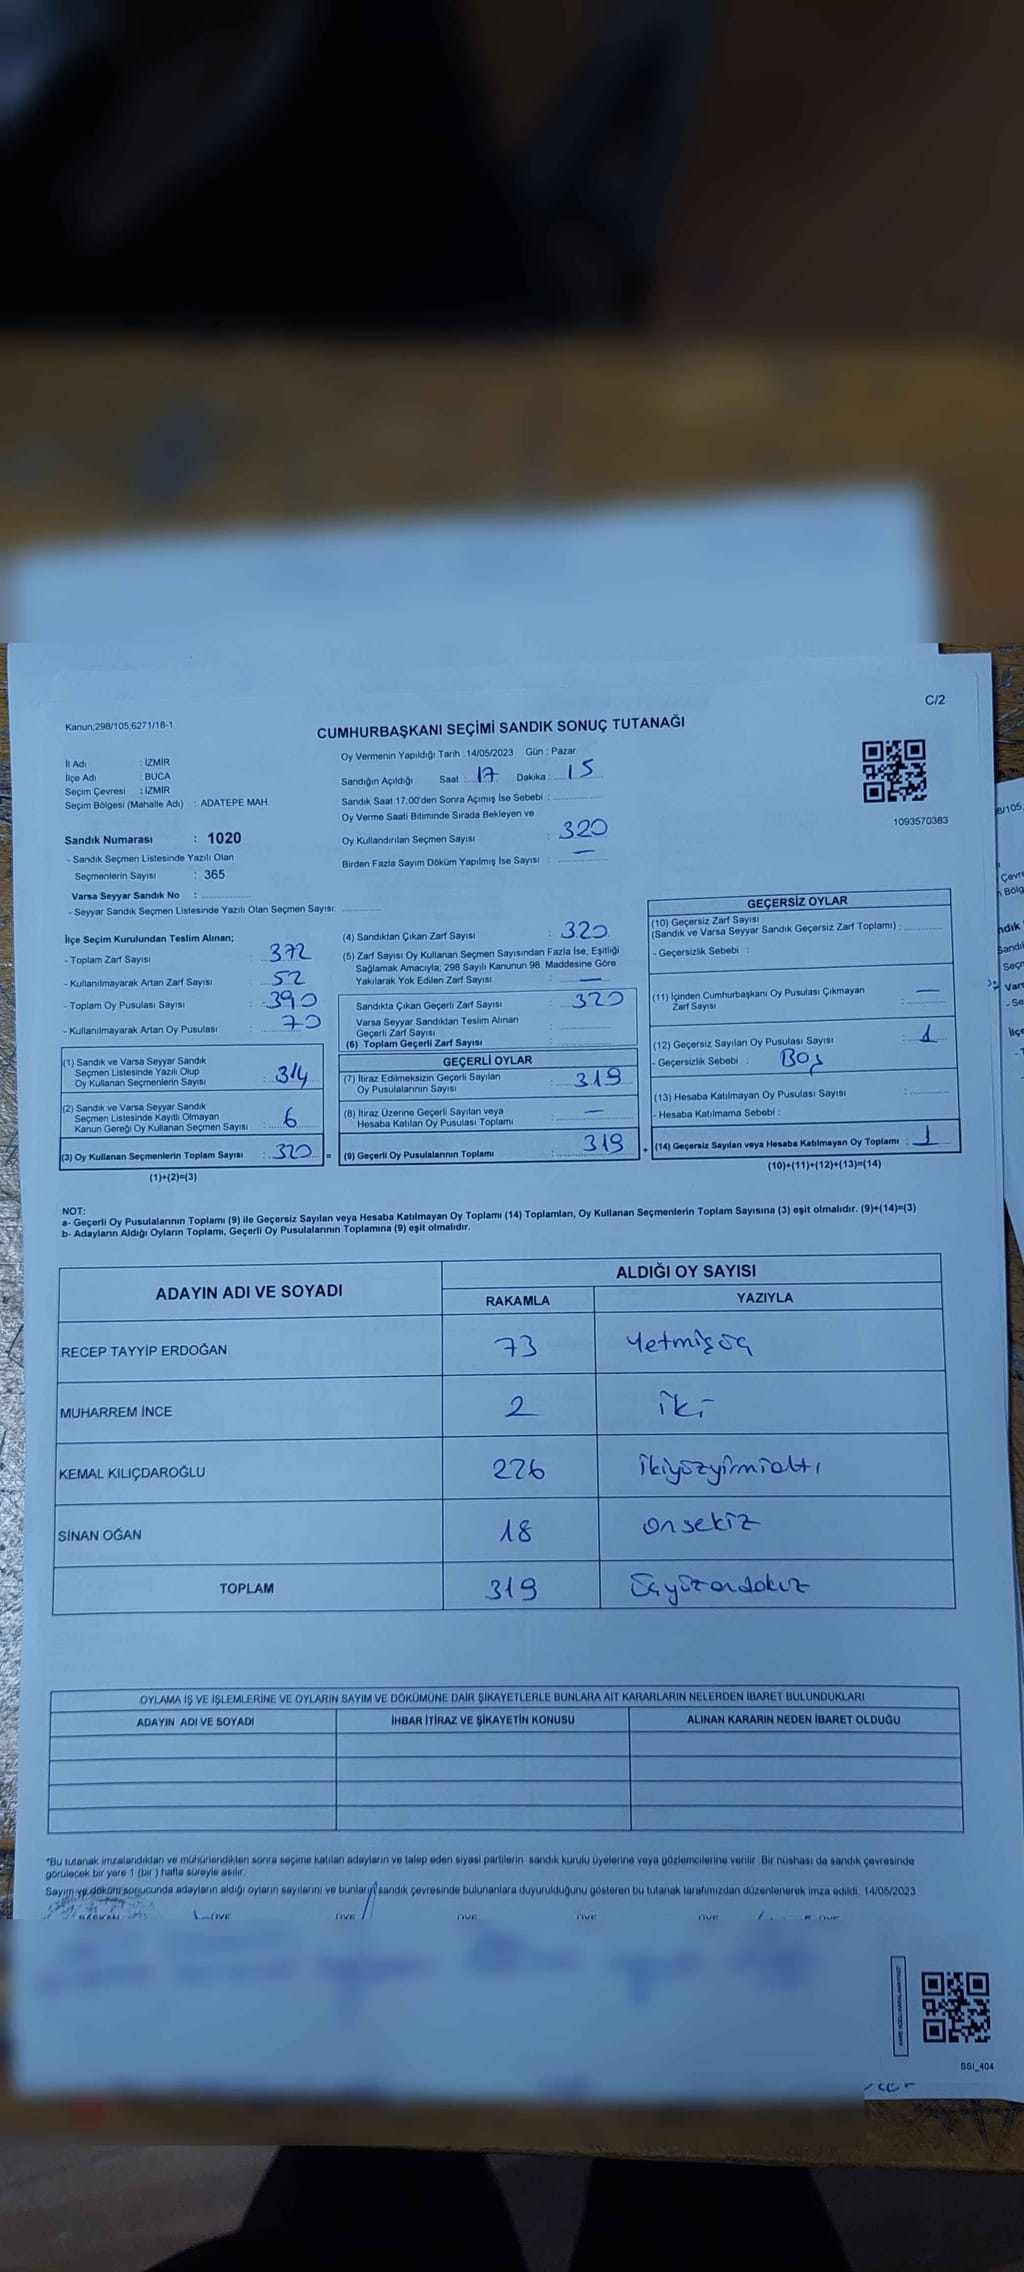 C/2
Kanun;298/105,6271/18-1
CUMHURBAŞKANI SEÇİMİ SANDIK SONUÇ TUTANAĞI
İl Adı : İZMİR
İlçe Adı : BUCA
Seçim Çevresi : İZMİR
Seçim Bölgesi (Mahalle Adı) : ADATEPE MAH.
Oy Vermenin Yapıldığı Tarih : 14/05/2023 Gün : Pazar
Sandığın Açıldığı Saat : 17 Dakika : 15
Sandık Saat 17.00'den Sonra Açımış İse Sebebi :
Oy Verme Saati Bitiminde Sırada Bekleyen ve
Oy Kullandırılan Seçmen Sayısı : 320
Birden Fazla Sayım Döküm Yapılmış İse Sayısı : —
1093570383
Sandık Numarası : 1020
- Sandık Seçmen Listesinde Yazılı Olan
Seçmenlerin Sayısı : 365
Varsa Seyyar Sandık No :
- Seyyar Sandık Seçmen Listesinde Yazılı Olan Seçmen Sayısı:
İlçe Seçim Kurulundan Teslim Alınan;
- Toplam Zarf Sayısı : 372
- Kullanılmayarak Artan Zarf Sayısı : 52
- Toplam Oy Pusulası Sayısı : 390
- Kullanılmayarak Artan Oy Pusulası : 70
(1) Sandık ve Varsa Seyyar Sandık
Seçmen Listesinde Yazılı Olup
Oy Kullanan Seçmenlerin Sayısı : 314
(2) Sandık ve Varsa Seyyar Sandık
Seçmen Listesinde Kayıtlı Olmayan
Kanun Gereği Oy Kullanan Seçmen Sayısı : 6
(3) Oy Kullanan Seçmenlerin Toplam Sayısı : 320 =
(1)+(2)=(3)
(4) Sandıktan Çıkan Zarf Sayısı : 320
(5) Zarf Sayısı Oy Kullanan Seçmen Sayısından Fazla İse, Eşitliği
Sağlamak Amacıyla; 298 Sayılı Kanunun 98. Maddesine Göre
Yakılarak Yok Edilen Zarf Sayısı : —
Sandıkta Çıkan Geçerli Zarf Sayısı : 320
Varsa Seyyar Sandıktan Teslim Alınan
Geçerli Zarf Sayısı :
(6) Toplam Geçerli Zarf Sayısı :
GEÇERLİ OYLAR
(7) İtiraz Edilmeksizin Geçerli Sayılan
Oy Pusulalarının Sayısı : 319
(8) İtiraz Üzerine Geçerli Sayılan veya
Hesaba Katılan Oy Pusulası Toplamı : —
(9) Geçerli Oy Pusulalarının Toplamı : 319 +
GEÇERSİZ OYLAR
(10) Geçersiz Zarf Sayısı
(Sandık ve Varsa Seyyar Sandık Geçersiz Zarf Toplamı) :
- Geçersizlik Sebebi :
(11) İçinden Cumhurbaşkanı Oy Pusulası Çıkmayan
Zarf Sayısı : —
(12) Geçersiz Sayılan Oy Pusulası Sayısı : 1
- Geçersizlik Sebebi : Boş
(13) Hesaba Katılmayan Oy Pusulası Sayısı :
- Hesaba Katılmama Sebebi :
(14) Geçersiz Sayılan veya Hesaba Katılmayan Oy Toplamı : 1
(10)+(11)+(12)+(13)=(14)
NOT:
a- Geçerli Oy Pusulalarının Toplamı (9) ile Geçersiz Sayılan veya Hesaba Katılmayan Oy Toplamı (14) Toplamları, Oy Kullanan Seçmenlerin Toplam Sayısına (3) eşit olmalıdır. (9)+(14)=(3)
b- Adayların Aldığı Oyların Toplamı, Geçerli Oy Pusulalarının Toplamına (9) eşit olmalıdır.
ADAYIN ADI VE SOYADI ALDIĞI OY SAYISI
RAKAMLA YAZIYLA
RECEP TAYYİP ERDOĞAN 73 Yetmişüç
MUHARREM İNCE 2 iki
KEMAL KILIÇDAROĞLU 226 ikiyüzyirmialtı
SİNAN OĞAN 18 onsekiz
TOPLAM 319 Üçyüzondokuz
OYLAMA İŞ VE İŞLEMLERİNE VE OYLARIN SAYIM VE DÖKÜMÜNE DAİR ŞİKAYETLERLE BUNLARA AİT KARARLARIN NELERDEN İBARET BULUNDUKLARI
ADAYIN ADI VE SOYADI İHBAR İTİRAZ VE ŞİKAYETİN KONUSU ALINAN KARARIN NEDEN İBARET OLDUĞU
*Bu tutanak imzalandıktan ve mühürlendikten sonra seçime katılan adayların ve talep eden siyasi partilerin sandık kurulu üyelerine veya gözlemcilerine verilir. Bir nüshası da sandık çevresinde
görülecek bir yere 1 (bir ) hafta süreyle asılır.
Sayım ve döküm sonucunda adayların aldığı oyların sayılarını ve bunların sandık çevresinde bulunanlara duyurulduğunu gösteren bu tutanak tarafımızdan düzenlenerek imza edildi. 14/05/2023
BAŞKAN ÜYE ÜYE ÜYE ÜYE ÜYE ÜYE
SSİ_404